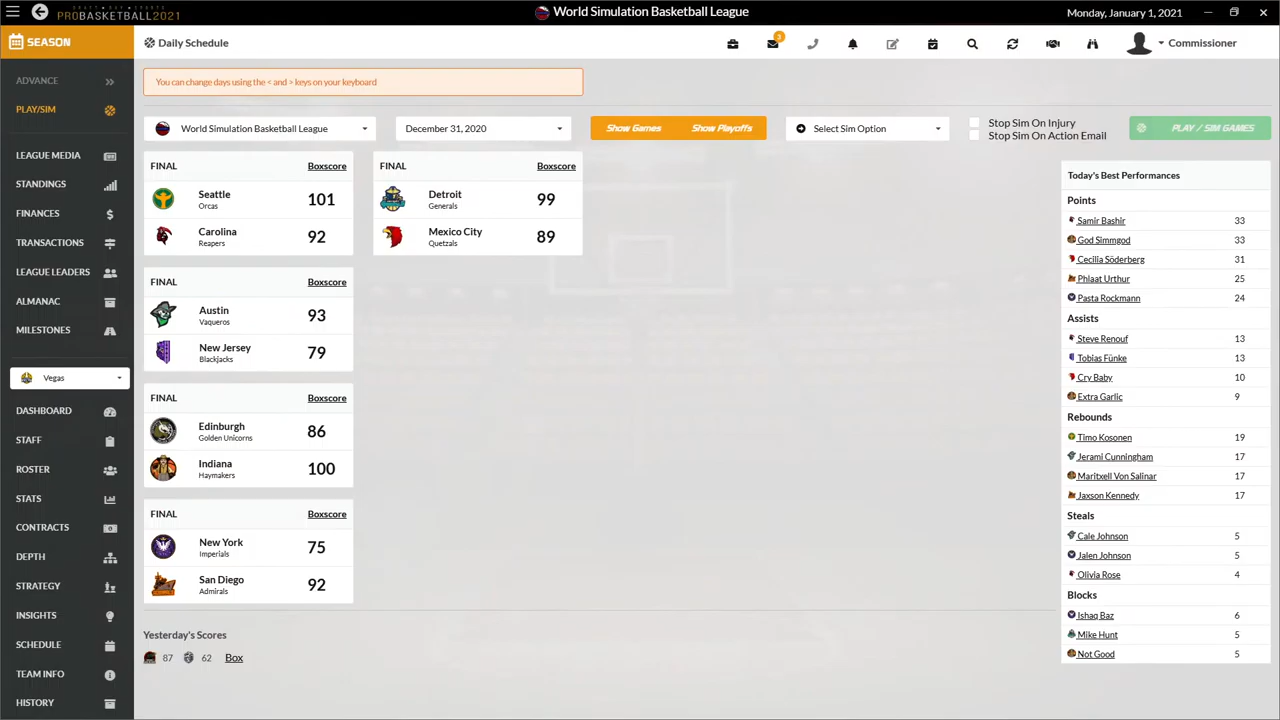 DRAFT DAY SPORTS
PROBASKETBALL2021
World Simulation Basketball League
Monday, January 1, 2021
SEASON
Daily Schedule
3
Commissioner
ADVANCE
PLAY/SIM
LEAGUE MEDIA
STANDINGS
FINANCES
TRANSACTIONS
LEAGUE LEADERS
ALMANAC
MILESTONES
Vegas
DASHBOARD
STAFF
ROSTER
STATS
CONTRACTS
DEPTH
STRATEGY
INSIGHTS
SCHEDULE
TEAM INFO
HISTORY
You can change days using the < and > keys on your keyboard
World Simulation Basketball League
December 31, 2020
Show Games
Show Playoffs
Select Sim Option
Stop Sim On Injury
Stop Sim On Action Email
PLAY / SIM GAMES
FINAL Boxscore
Seattle 101
Orcas
Carolina 92
Reapers
FINAL Boxscore
Detroit 99
Generals
Mexico City 89
Quetzals
FINAL Boxscore
Austin 93
Vaqueros
New Jersey 79
Blackjacks
FINAL Boxscore
Edinburgh 86
Golden Unicorns
Indiana 100
Haymakers
FINAL Boxscore
New York 75
Imperials
San Diego 92
Admirals
Yesterday's Scores
87 62 Box
Today's Best Performances
Points
Samir Bashir 33
God Simmgod 33
Cecilia Söderberg 31
Phlaat Urthur 25
Pasta Rockmann 24
Assists
Steve Renouf 13
Tobias Fünke 13
Cry Baby 10
Extra Garlic 9
Rebounds
Timo Kosonen 19
Jerami Cunningham 17
Maritxell Von Salinar 17
Jaxson Kennedy 17
Steals
Cale Johnson 5
Jalen Johnson 5
Olivia Rose 4
Blocks
Ishaq Baz 6
Mike Hunt 5
Not Good 5